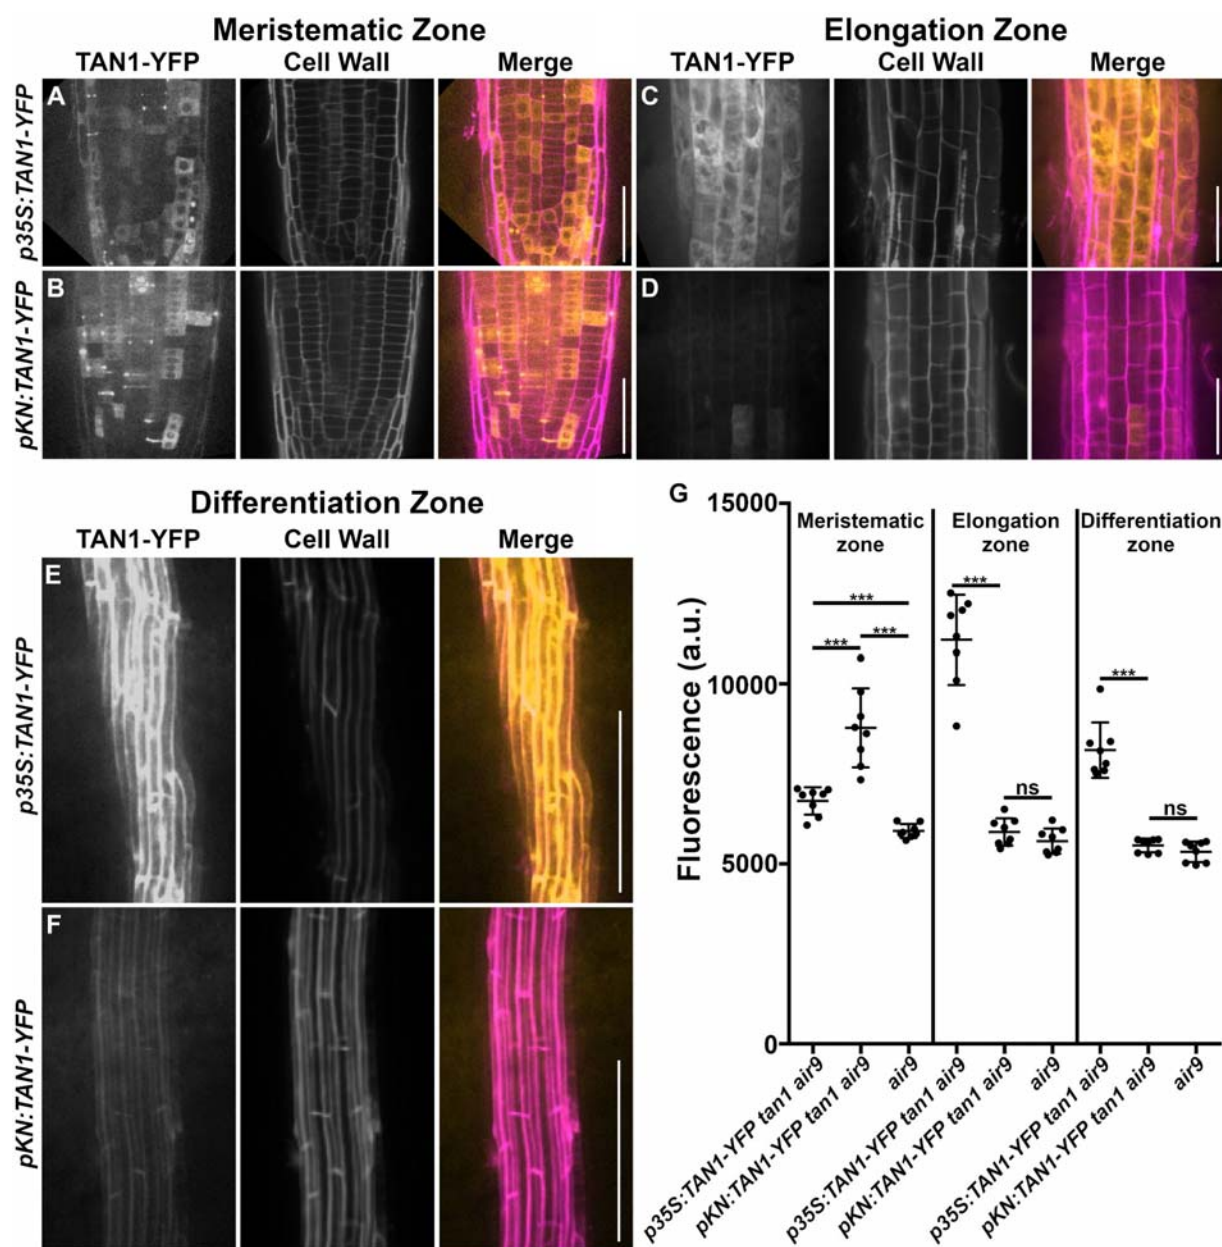 Meristematic Zone
Elongation Zone
TAN1-YFP Cell Wall Merge
TAN1-YFP Cell Wall Merge
p35S:TAN1-YFP
A
C
pKN:TAN1-YFP
B
D
Differentiation Zone
TAN1-YFP Cell Wall Merge
p35S:TAN1-YFP
E
pKN:TAN1-YFP
F
G
Fluorescence (a.u.)
15000
10000
5000
0
Meristematic
zone
Elongation
zone
Differentiation
zone
***
***
***
***
ns
***
ns
p35S:TAN1-YFP tan1 air9
pKN:TAN1-YFP tan1 air9
air9
p35S:TAN1-YFP tan1 air9
pKN:TAN1-YFP tan1 air9
air9
p35S:TAN1-YFP tan1 air9
pKN:TAN1-YFP tan1 air9
air9